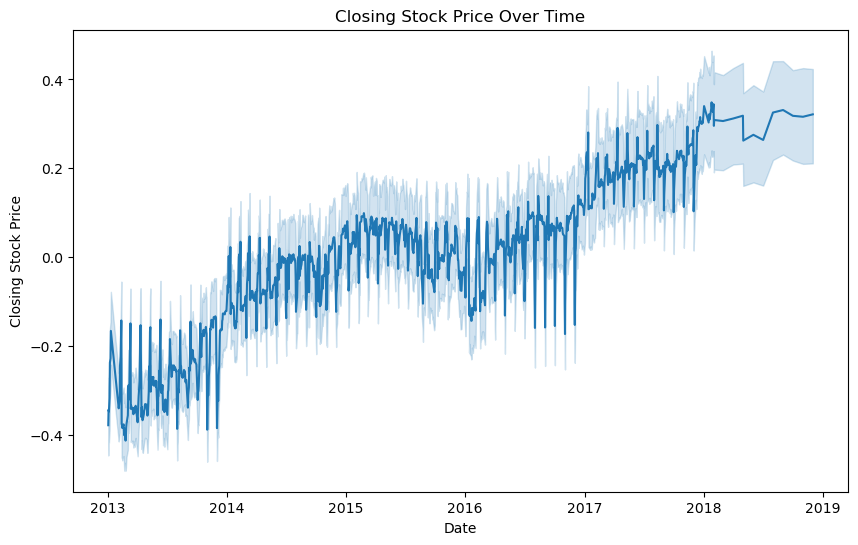 Closing Stock Price Over Time
0.4
0.2
0.0
−0.2
−0.4
Closing Stock Price
2013 2014 2015 2016 2017 2018 2019
Date